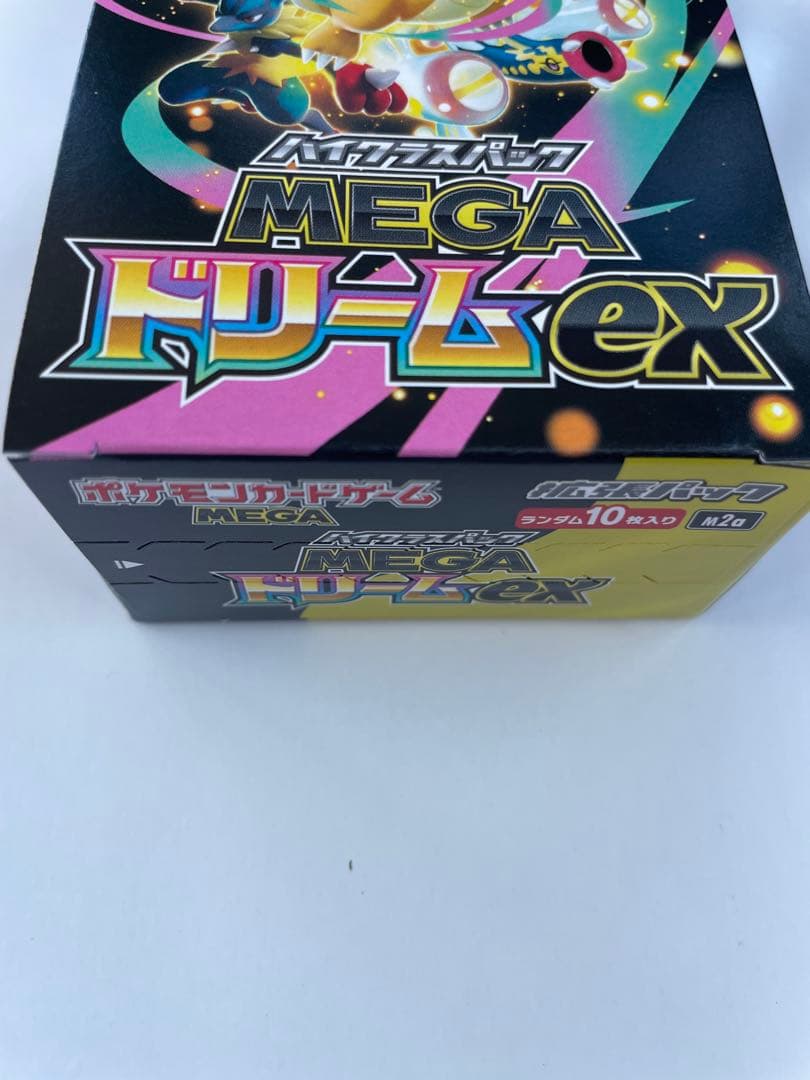 ハイクラスパック
MEGA
ドリームex
ポケモンカードゲーム
MEGA
拡張パック
ランダム10枚入り M2a
ハイクラスパック
MEGA
ドリームex